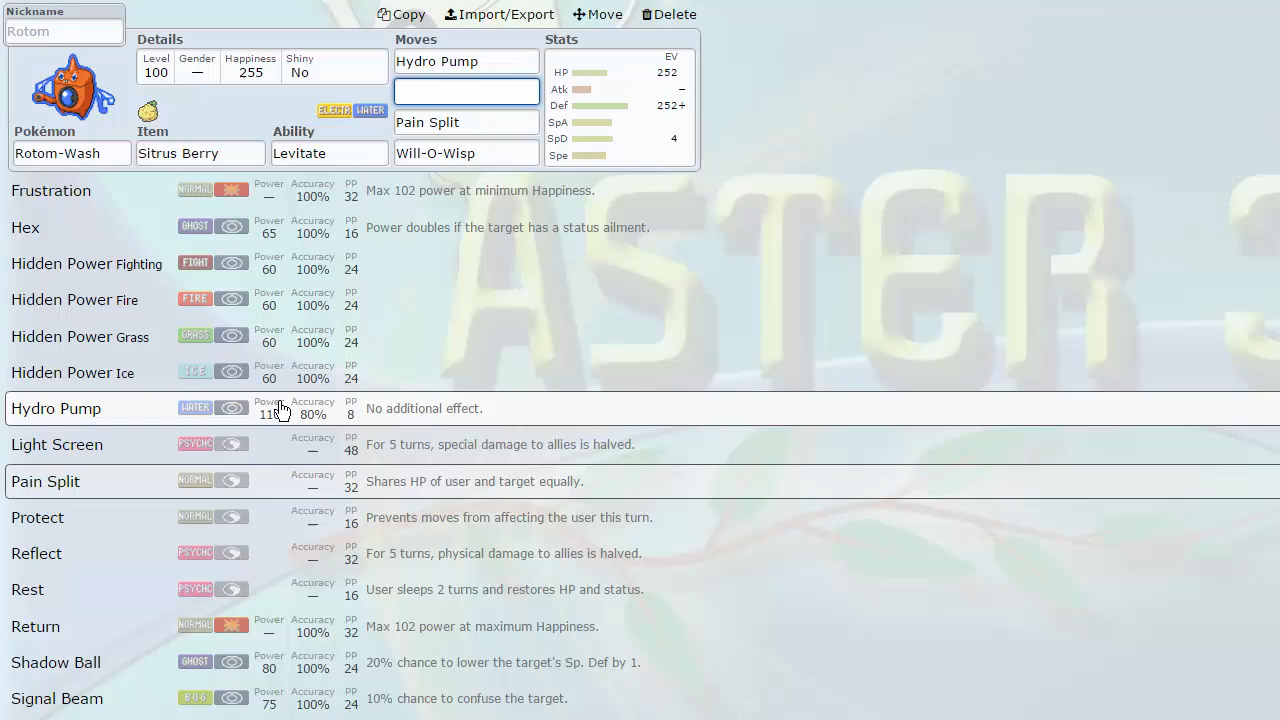 Nickname
Rotom
Copy Import/Export Move Delete
Details
Level Gender Happiness Shiny
100 — 255 No
ELECTR WATER
Pokémon Item Ability
Rotom-Wash Sitrus Berry Levitate
Moves
Hydro Pump
Pain Split
Will-O-Wisp
Stats
EV
HP 252
Atk –
Def 252+
SpA
SpD 4
Spe
ASTER
Frustration NORMAL Power — Accuracy 100% PP 32 Max 102 power at minimum Happiness.
Hex GHOST Power 65 Accuracy 100% PP 16 Power doubles if the target has a status ailment.
Hidden Power Fighting FIGHT Power 60 Accuracy 100% PP 24
Hidden Power Fire FIRE Power 60 Accuracy 100% PP 24
Hidden Power Grass GRASS Power 60 Accuracy 100% PP 24
Hidden Power Ice ICE Power 60 Accuracy 100% PP 24
Hydro Pump WATER Power 110 Accuracy 80% PP 8 No additional effect.
Light Screen PSYCHC Accuracy — PP 48 For 5 turns, special damage to allies is halved.
Pain Split NORMAL Accuracy — PP 32 Shares HP of user and target equally.
Protect NORMAL Accuracy — PP 16 Prevents moves from affecting the user this turn.
Reflect PSYCHC Accuracy — PP 32 For 5 turns, physical damage to allies is halved.
Rest PSYCHC Accuracy — PP 16 User sleeps 2 turns and restores HP and status.
Return NORMAL Power — Accuracy 100% PP 32 Max 102 power at maximum Happiness.
Shadow Ball GHOST Power 80 Accuracy 100% PP 24 20% chance to lower the target's Sp. Def by 1.
Signal Beam BUG Power 75 Accuracy 100% PP 24 10% chance to confuse the target.